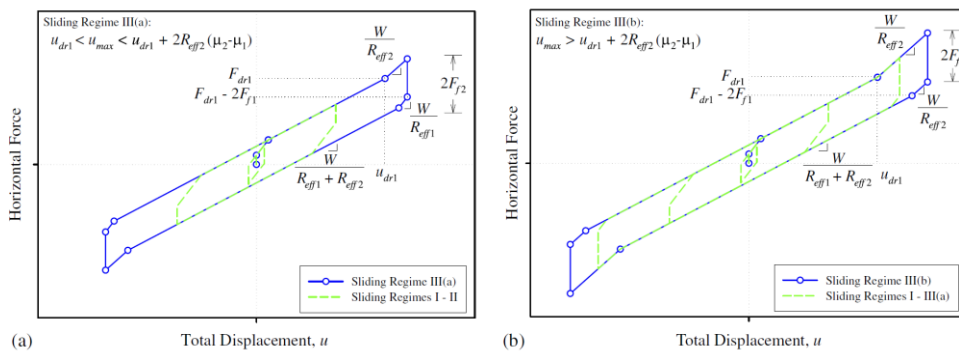 Sliding Regime III(a):
u_dr1 < u_max < u_dr1 + 2R_eff2(μ2-μ1)
W
R_eff2
F_dr1
F_dr1 - 2F_f1
2F_f2
W
R_eff1
W
R_eff1 + R_eff2
u_dr1
Horizontal Force
Sliding Regime III(a)
Sliding Regimes I - II
(a)
Total Displacement, u
Sliding Regime III(b):
u_max > u_dr1 + 2R_eff2(μ2-μ1)
W
R_eff2
F_dr1
F_dr1 - 2F_f1
2F_f
W
R_eff2
W
R_eff1 + R_eff2
u_dr1
Horizontal Force
Sliding Regime III(b)
Sliding Regimes I - III(a)
(b)
Total Displacement, u